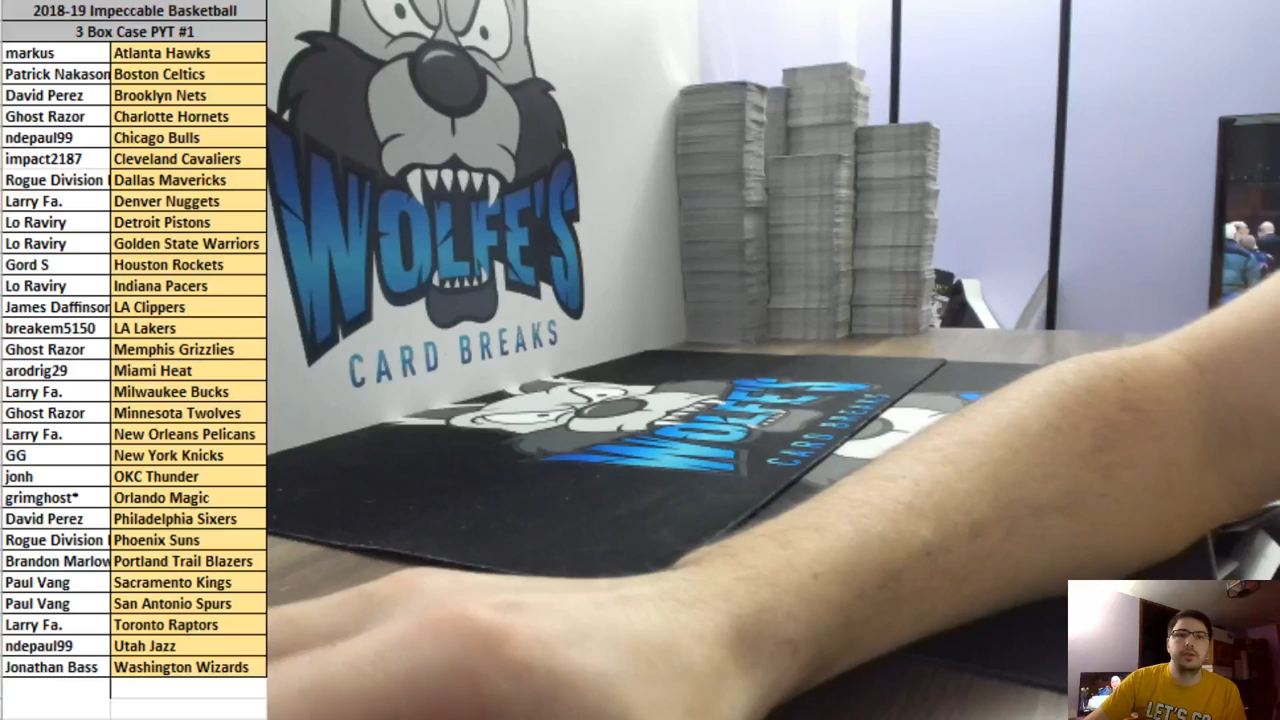 2018-19 Impeccable Basketball
3 Box Case PYT #1
markus Atlanta Hawks
Patrick Nakason Boston Celtics
David Perez Brooklyn Nets
Ghost Razor Charlotte Hornets
ndepaul99 Chicago Bulls
impact2187 Cleveland Cavaliers
Rogue Division Dallas Mavericks
Larry Fa. Denver Nuggets
Lo Raviry Detroit Pistons
Lo Raviry Golden State Warriors
Gord S Houston Rockets
Lo Raviry Indiana Pacers
James Daffinson LA Clippers
breakem5150 LA Lakers
Ghost Razor Memphis Grizzlies
arodrig29 Miami Heat
Larry Fa. Milwaukee Bucks
Ghost Razor Minnesota Twolves
Larry Fa. New Orleans Pelicans
GG New York Knicks
jonh OKC Thunder
grimghost* Orlando Magic
David Perez Philadelphia Sixers
Rogue Division Phoenix Suns
Brandon Marlow Portland Trail Blazers
Paul Vang Sacramento Kings
Paul Vang San Antonio Spurs
Larry Fa. Toronto Raptors
ndepaul99 Utah Jazz
Jonathan Bass Washington Wizards
WOLFE'S
CARD BREAKS
WOLFE'S
CARD BREAKS
LET'S GO